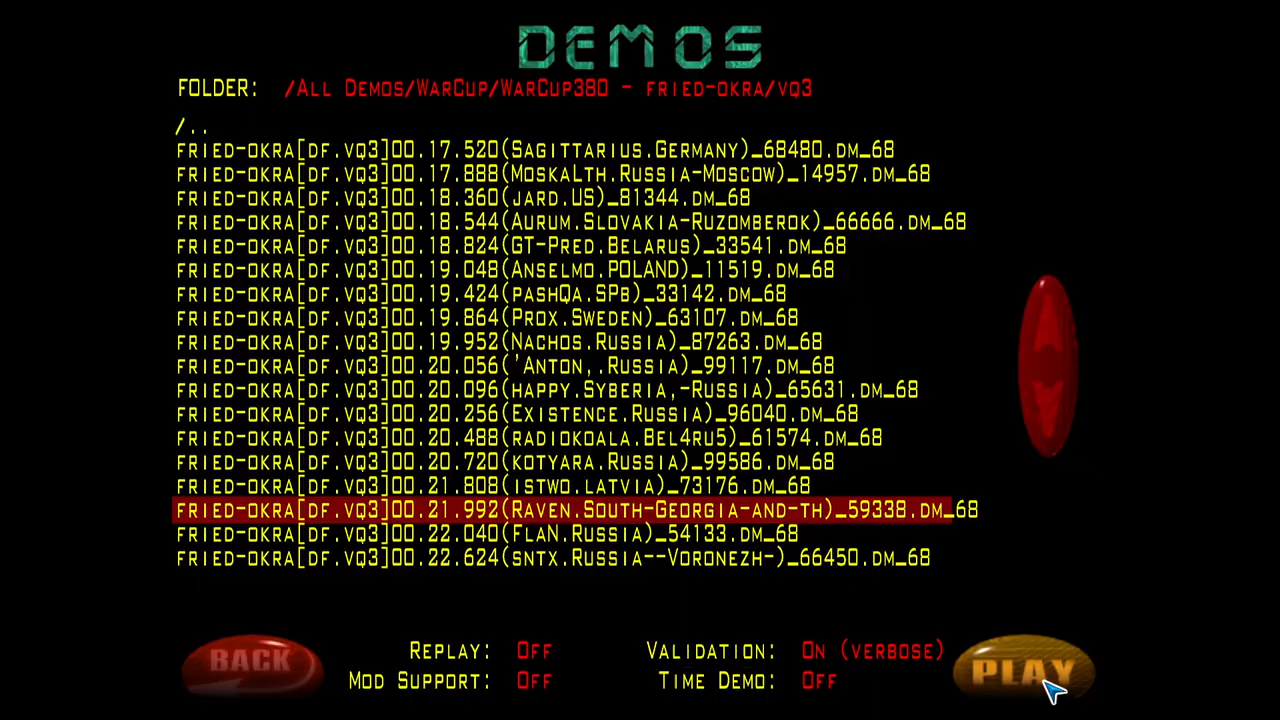 DEMOS
FOLDER: /ALL DEMOS/WARCUP/WARCUP380 - FRIED-OKRA/VQ3
/..
FRIED-OKRA[DF.VQ3]00.17.520(SAGITTARIUS.GERMANY)_68480.DM_68
FRIED-OKRA[DF.VQ3]00.17.888(MOSKALTH.RUSSIA-MOSCOW)_14957.DM_68
FRIED-OKRA[DF.VQ3]00.18.360(JARD.US)_81344.DM_68
FRIED-OKRA[DF.VQ3]00.18.544(AURUM.SLOVAKIA-RUZOMBEROK)_66666.DM_68
FRIED-OKRA[DF.VQ3]00.18.824(GT-PRED.BELARUS)_33541.DM_68
FRIED-OKRA[DF.VQ3]00.19.048(ANSELMO.POLAND)_11519.DM_68
FRIED-OKRA[DF.VQ3]00.19.424(PASHQA.SPB)_33142.DM_68
FRIED-OKRA[DF.VQ3]00.19.864(PROX.SWEDEN)_63107.DM_68
FRIED-OKRA[DF.VQ3]00.19.952(NACHOS.RUSSIA)_87263.DM_68
FRIED-OKRA[DF.VQ3]00.20.056('ANTON,.RUSSIA)_99117.DM_68
FRIED-OKRA[DF.VQ3]00.20.096(HAPPY.SYBERIA,-RUSSIA)_65631.DM_68
FRIED-OKRA[DF.VQ3]00.20.256(EXISTENCE.RUSSIA)_96040.DM_68
FRIED-OKRA[DF.VQ3]00.20.488(RADIOKOALA.BEL4RU5)_61574.DM_68
FRIED-OKRA[DF.VQ3]00.20.720(KOTYARA.RUSSIA)_99586.DM_68
FRIED-OKRA[DF.VQ3]00.21.808(ISTWO.LATVIA)_73176.DM_68
FRIED-OKRA[DF.VQ3]00.21.992(RAVEN.SOUTH-GEORGIA-AND-TH)_59338.DM_68
FRIED-OKRA[DF.VQ3]00.22.040(FLAN.RUSSIA)_54133.DM_68
FRIED-OKRA[DF.VQ3]00.22.624(SNTX.RUSSIA--VORONEZH-)_66450.DM_68
BACK
REPLAY: OFF
VALIDATION: ON (VERBOSE)
MOD SUPPORT: OFF
TIME DEMO: OFF
PLAY